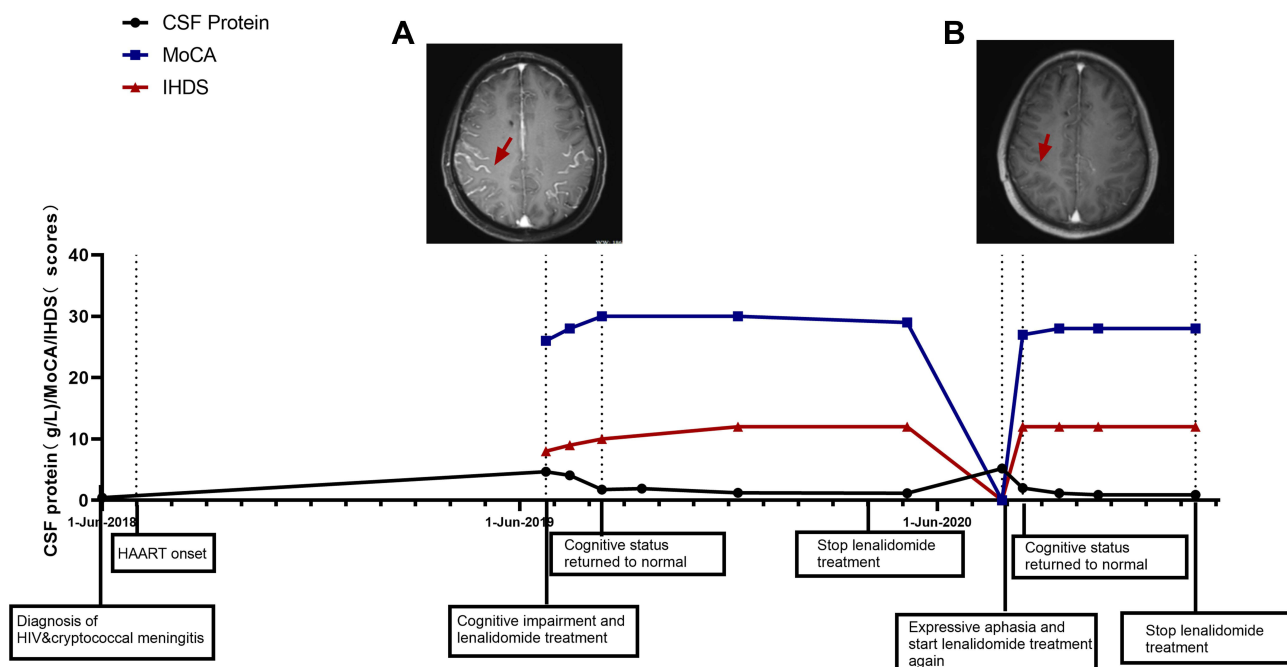 CSF Protein
MoCA
IHDS
A
B
CSF protein( g/L)/MoCA/IHDS( scores)
40
30
20
10
0
1-Jun-2018
1-Jun-2019
1-Jun-2020
HAART onset
Cognitive status
returned to normal
Stop lenalidomide
treatment
Cognitive status
returned to normal
Diagnosis of
HIV&cryptococcal meningitis
Cognitive impairment and
lenalidomide treatment
Expressive aphasia and
start lenalidomide treatment
again
Stop lenalidomide
treatment